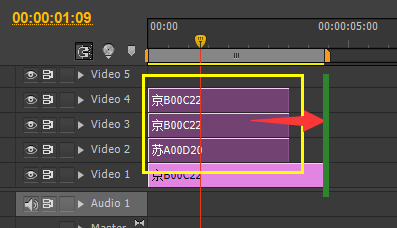 00:00:01:09
00:00
00:00:05:00
Video 5
Video 4
京B00C22
Video 3
京B00C22
Video 2
苏A00D20
Video 1
京B00C22
Audio 1